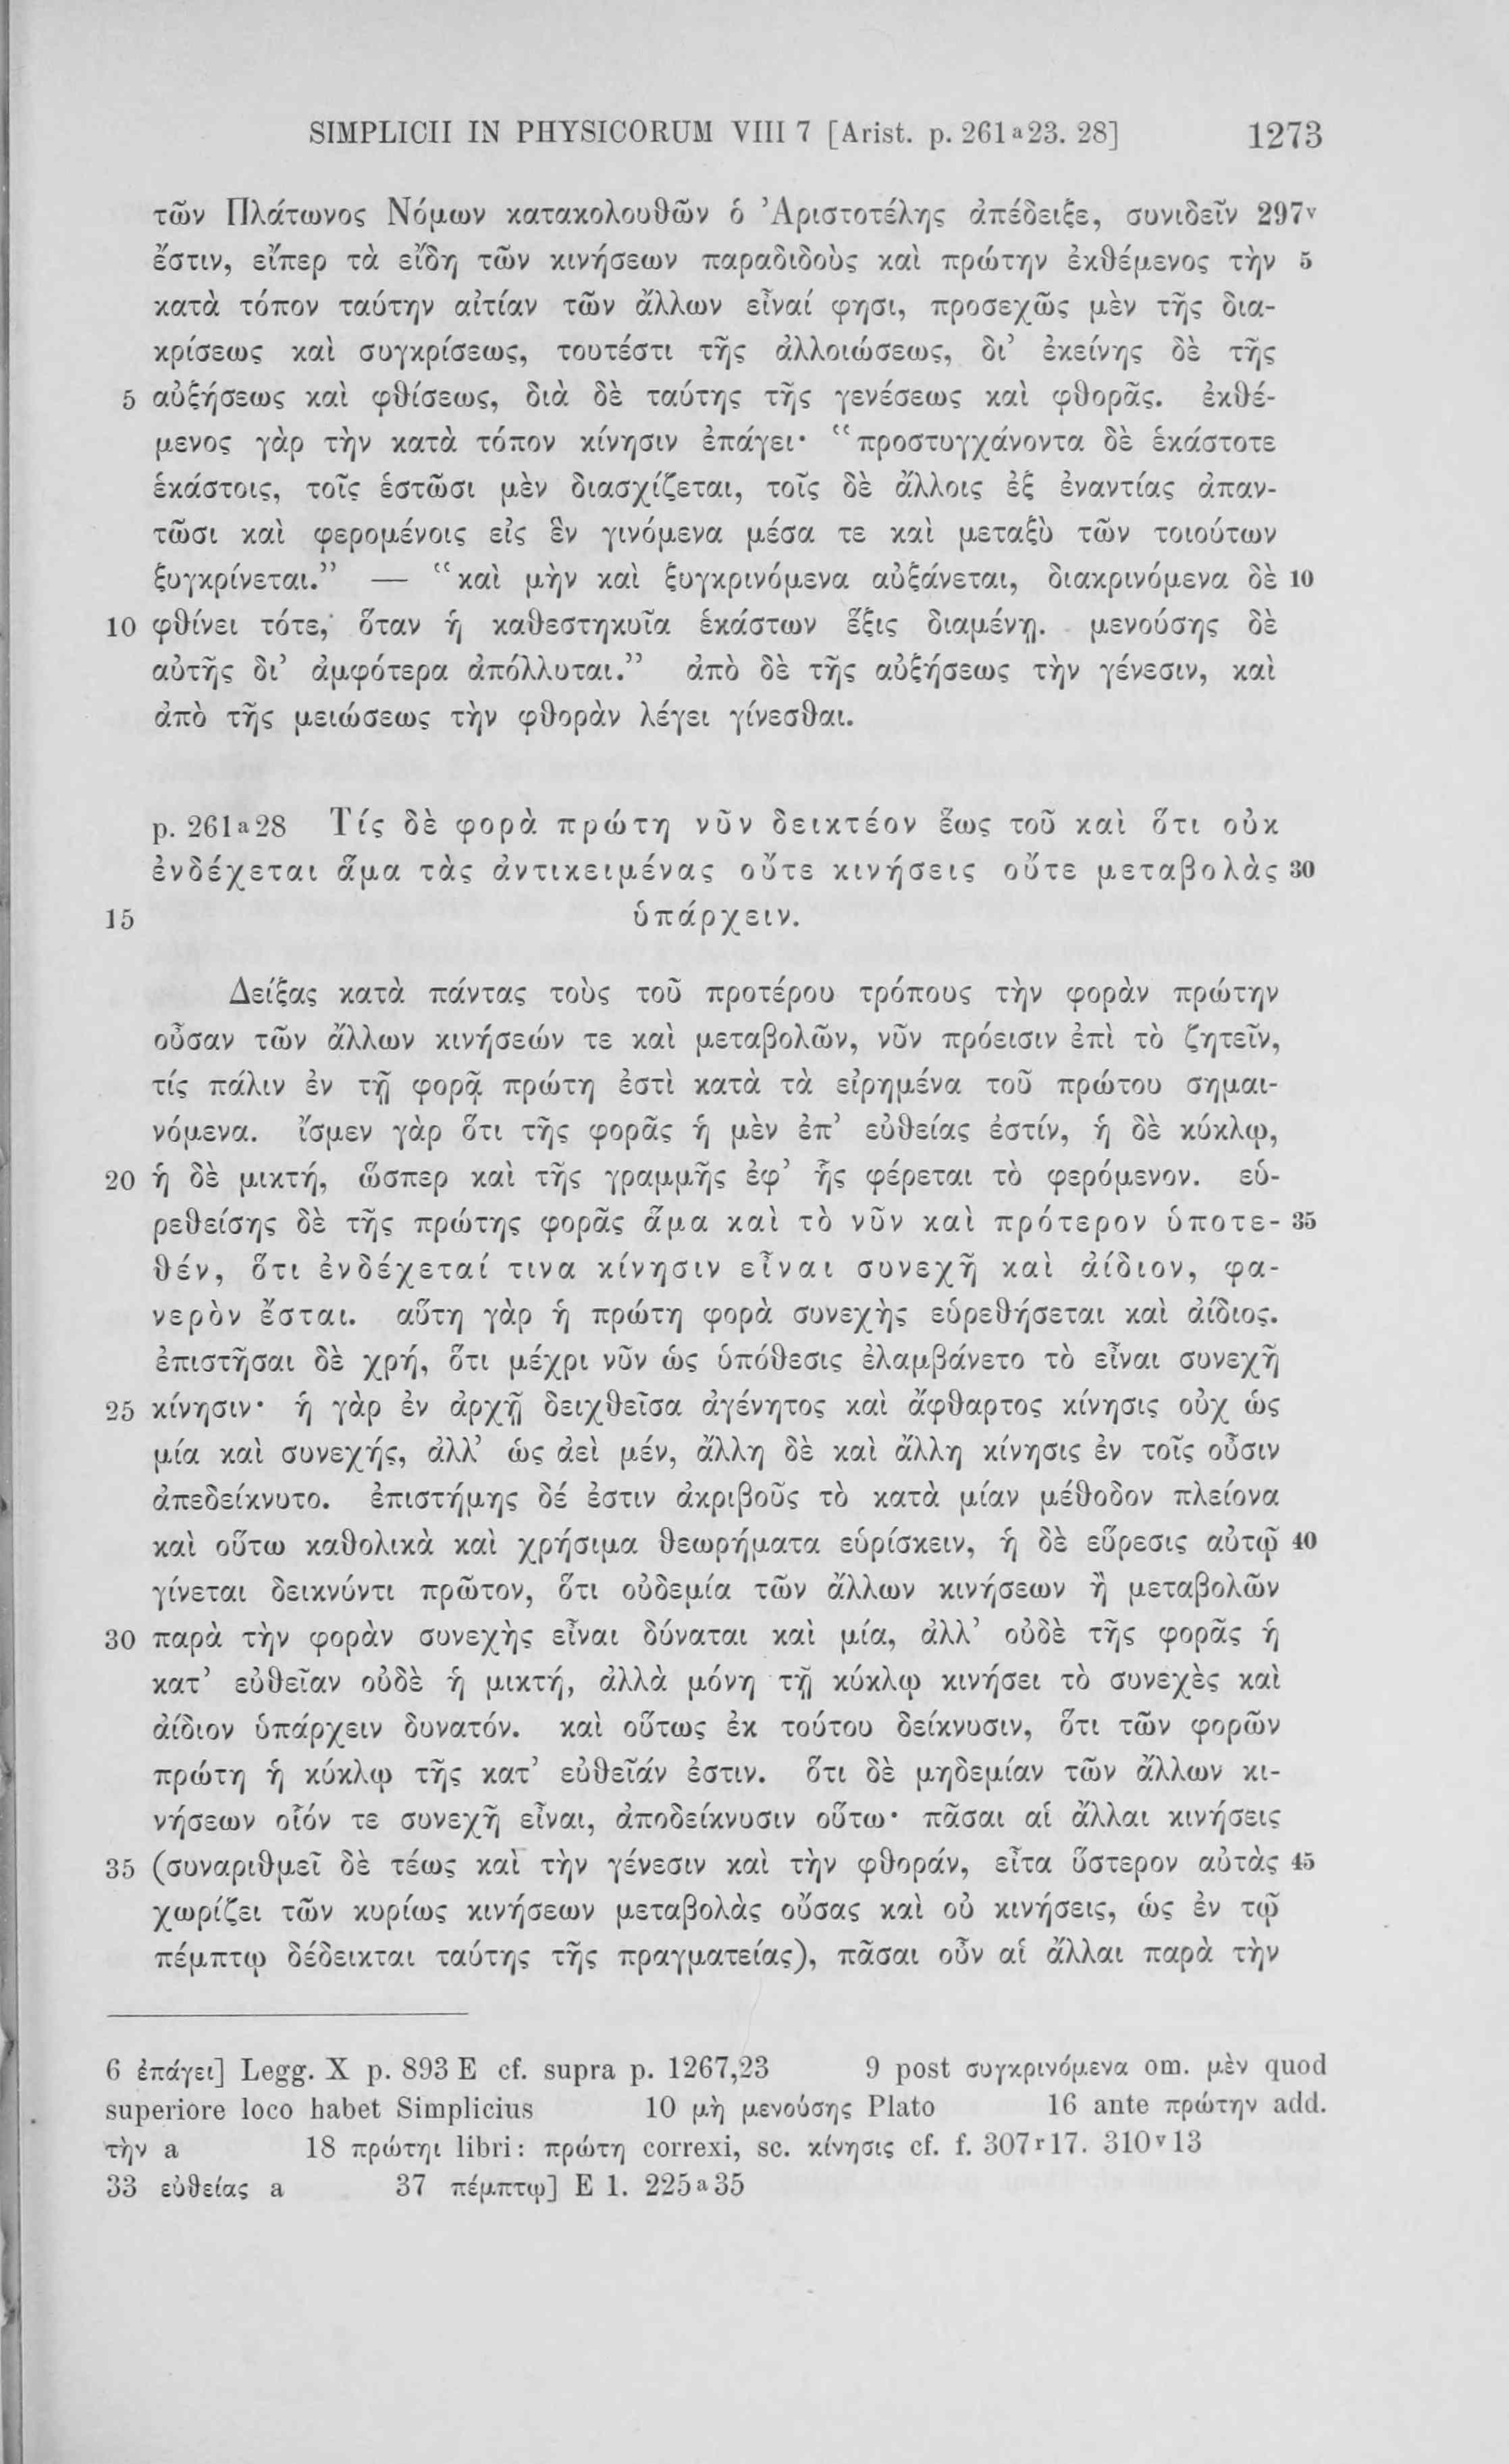 SIMPLICII IN PHYSICORUM VIII 7 [Arist. p. 261 a 23. 28] 1273
τῶν Πλάτωνος Νόμων κατακολουθῶν ὁ Ἀριστοτέλης ἀπέδειξε, συνιδεῖν 297v
ἔστιν, εἴπερ τὰ εἴδη τῶν κινήσεων παραδιδοὺς καὶ πρώτην ἐκθέμενος τὴν 5
κατὰ τόπον ταύτην αἰτίαν τῶν ἄλλων εἶναί φησι, προσεχῶς μὲν τῆς δια-
κρίσεως καὶ συγκρίσεως, τουτέστι τῆς ἀλλοιώσεως, δι’ ἐκείνης δὲ τῆς
5 αὐξήσεως καὶ φθίσεως, διὰ δὲ ταύτης τῆς γενέσεως καὶ φθορᾶς. ἐκθέ-
μενος γὰρ τὴν κατὰ τόπον κίνησιν ἐπάγει· “προστυγχάνοντα δὲ ἑκάστοτε
ἑκάστοις, τοῖς ἑστῶσι μὲν διασχίζεται, τοῖς δὲ ἄλλοις ἐξ ἐναντίας ἀπαν-
τῶσι καὶ φερομένοις εἰς ἓν γινόμενα μέσα τε καὶ μεταξὺ τῶν τοιούτων
ξυγκρίνεται.” — “καὶ μὴν καὶ ξυγκρινόμενα αὐξάνεται, διακρινόμενα δὲ 10
10 φθίνει τότε, ὅταν ἡ καθεστηκυῖα ἑκάστων ἕξις διαμένῃ. μενούσης δὲ
αὐτῆς δι’ ἀμφότερα ἀπόλλυται.” ἀπὸ δὲ τῆς αὐξήσεως τὴν γένεσιν, καὶ
ἀπὸ τῆς μειώσεως τὴν φθορὰν λέγει γίνεσθαι.
p. 261 a 28 Τίς δὲ φορὰ πρώτη νῦν δεικτέον ἕως τοῦ καὶ ὅτι οὐκ
ἐνδέχεται ἅμα τὰς ἀντικειμένας οὔτε κινήσεις οὔτε μεταβολὰς 30
15 ὑπάρχειν.
Δείξας κατὰ πάντας τοὺς τοῦ προτέρου τρόπους τὴν φορὰν πρώτην
οὖσαν τῶν ἄλλων κινήσεών τε καὶ μεταβολῶν, νῦν πρόεισιν ἐπὶ τὸ ζητεῖν,
τίς πάλιν ἐν τῇ φορᾷ πρώτη ἐστὶ κατὰ τὰ εἰρημένα τοῦ πρώτου σημαι-
νόμενα. ἴσμεν γὰρ ὅτι τῆς φορᾶς ἡ μὲν ἐπ’ εὐθείας ἐστίν, ἡ δὲ κύκλῳ,
20 ἡ δὲ μικτή, ὥσπερ καὶ τῆς γραμμῆς ἐφ’ ἧς φέρεται τὸ φερόμενον. εὑ-
ρεθείσης δὲ τῆς πρώτης φορᾶς ἅμα καὶ τὸ νῦν καὶ πρότερον ὑποτε- 35
θέν, ὅτι ἐνδέχεταί τινα κίνησιν εἶναι συνεχῆ καὶ ἀίδιον, φα-
νερὸν ἔσται. αὕτη γὰρ ἡ πρώτη φορὰ συνεχὴς εὑρεθήσεται καὶ ἀίδιος.
ἐπιστῆσαι δὲ χρή, ὅτι μέχρι νῦν ὡς ὑπόθεσις ἐλαμβάνετο τὸ εἶναι συνεχῆ
25 κίνησιν· ἡ γὰρ ἐν ἀρχῇ δειχθεῖσα ἀγένητος καὶ ἄφθαρτος κίνησις οὐχ ὡς
μία καὶ συνεχής, ἀλλ’ ὡς ἀεὶ μέν, ἄλλη δὲ καὶ ἄλλη κίνησις ἐν τοῖς οὖσιν
ἀπεδείκνυτο. ἐπιστήμης δέ ἐστιν ἀκριβοῦς τὸ κατὰ μίαν μέθοδον πλείονα
καὶ οὕτω καθολικὰ καὶ χρήσιμα θεωρήματα εὑρίσκειν, ἡ δὲ εὕρεσις αὐτῷ 40
γίνεται δεικνύντι πρῶτον, ὅτι οὐδεμία τῶν ἄλλων κινήσεων ἢ μεταβολῶν
30 παρὰ τὴν φορὰν συνεχὴς εἶναι δύναται καὶ μία, ἀλλ’ οὐδὲ τῆς φορᾶς ἡ
κατ’ εὐθεῖαν οὐδὲ ἡ μικτή, ἀλλὰ μόνῃ τῇ κύκλῳ κινήσει τὸ συνεχὲς καὶ
ἀίδιον ὑπάρχειν δυνατόν. καὶ οὕτως ἐκ τούτου δείκνυσιν, ὅτι τῶν φορῶν
πρώτη ἡ κύκλῳ τῆς κατ’ εὐθεῖάν ἐστιν. ὅτι δὲ μηδεμίαν τῶν ἄλλων κι-
νήσεων οἷόν τε συνεχῆ εἶναι, ἀποδείκνυσιν οὕτω· πᾶσαι αἱ ἄλλαι κινήσεις
35 (συναριθμεῖ δὲ τέως καὶ τὴν γένεσιν καὶ τὴν φθοράν, εἶτα ὕστερον αὐτὰς 45
χωρίζει τῶν κυρίως κινήσεων μεταβολὰς οὔσας καὶ οὐ κινήσεις, ὡς ἐν τῷ
πέμπτῳ δέδεικται ταύτης τῆς πραγματείας), πᾶσαι οὖν αἱ ἄλλαι παρὰ τὴν
6 ἐπάγει] Legg. X p. 893 E cf. supra p. 1267,23 9 post συγκρινόμενα om. μὲν quod
superiore loco habet Simplicius 10 μὴ μενούσης Plato 16 ante πρώτην add.
τὴν a 18 πρώτηι libri: πρώτη correxi, sc. κίνησις cf. f. 307r17. 310v13
33 εὐθείας a 37 πέμπτῳ] E 1. 225 a 35